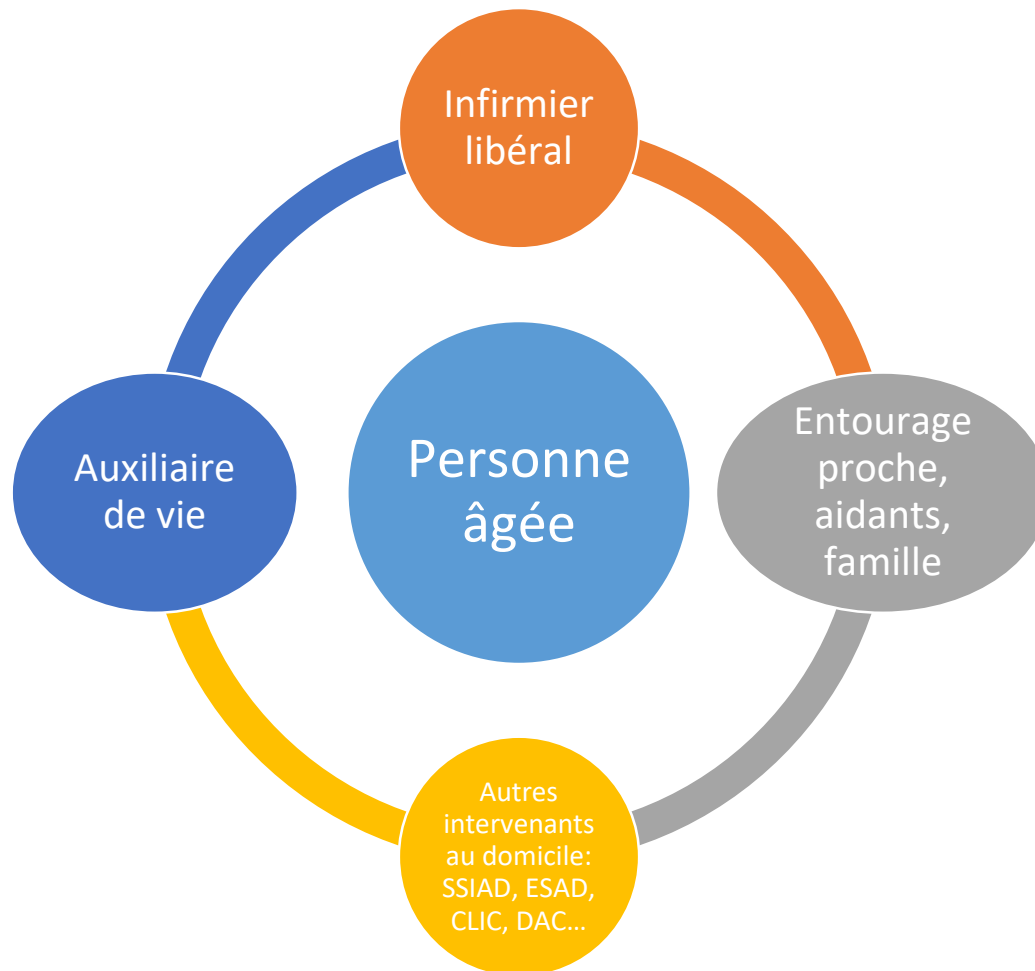 Infirmier
libéral
Auxiliaire
de vie
Personne
âgée
Entourage
proche,
aidants,
famille
Autres
intervenants
au domicile:
SSIAD, ESAD,
CLIC, DAC...